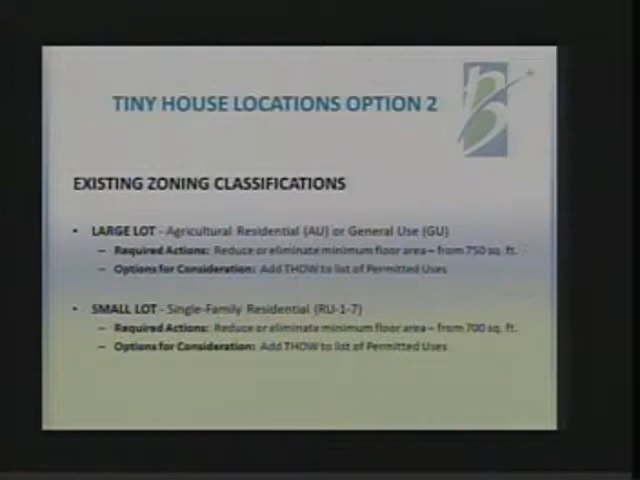 TINY HOUSE LOCATIONS OPTION 2
EXISTING ZONING CLASSIFICATIONS
• LARGE LOT - Agricultural Residential (AU) or General Use (GU)
– Required Actions: Reduce or eliminate minimum floor area – from 750 sq. ft.
– Options for Consideration: Add THOW to list of Permitted Uses
• SMALL LOT - Single-Family Residential (RU-1-7)
– Required Actions: Reduce or eliminate minimum floor area – from 700 sq. ft.
– Options for Consideration: Add THOW to list of Permitted Uses